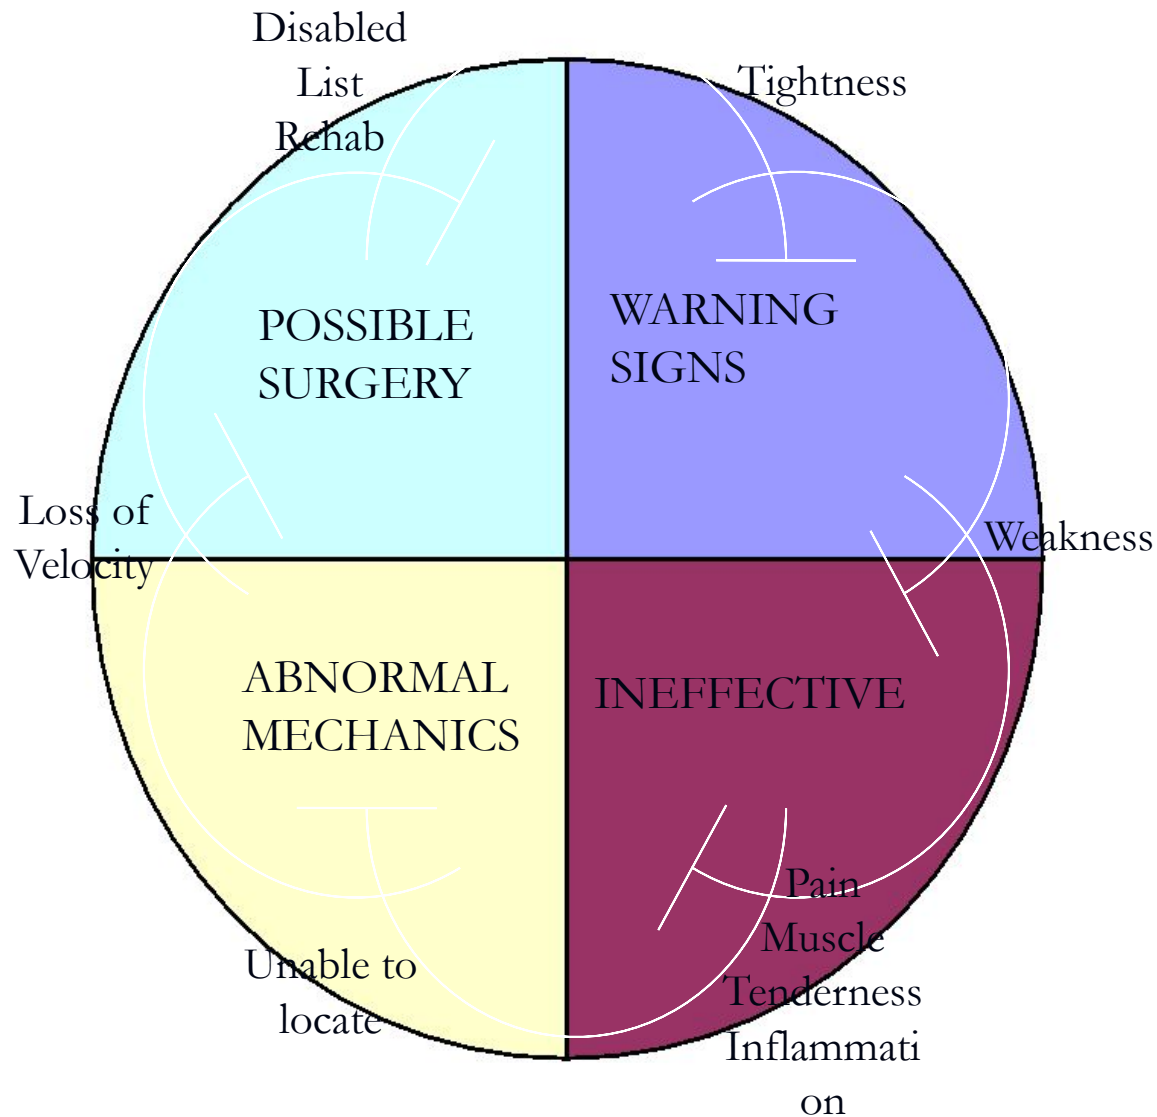 Disabled
List
Rehab
Tightness
POSSIBLE
SURGERY
WARNING
SIGNS
Loss of
Velocity
Weakness
ABNORMAL
MECHANICS
INEFFECTIVE
Unable to
locate
Pain
Muscle
Tenderness
Inflammati
on